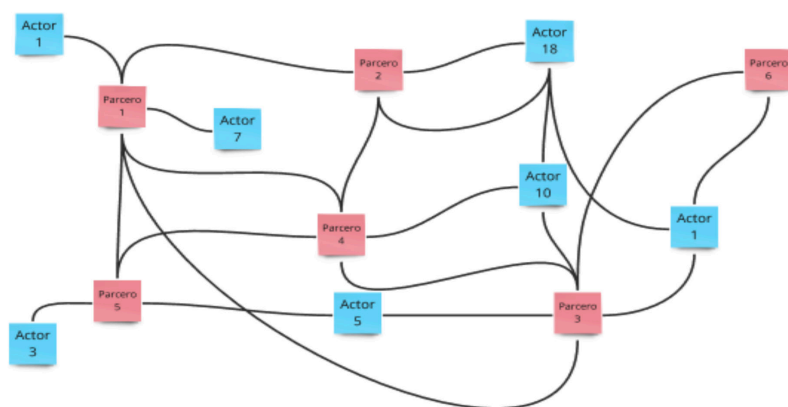 Actor
1
Parcero
2
Actor
18
Parcero
6
Parcero
1
Actor
7
Actor
10
Parcero
4
Actor
1
Parcero
5
Actor
5
Parcero
3
Actor
3